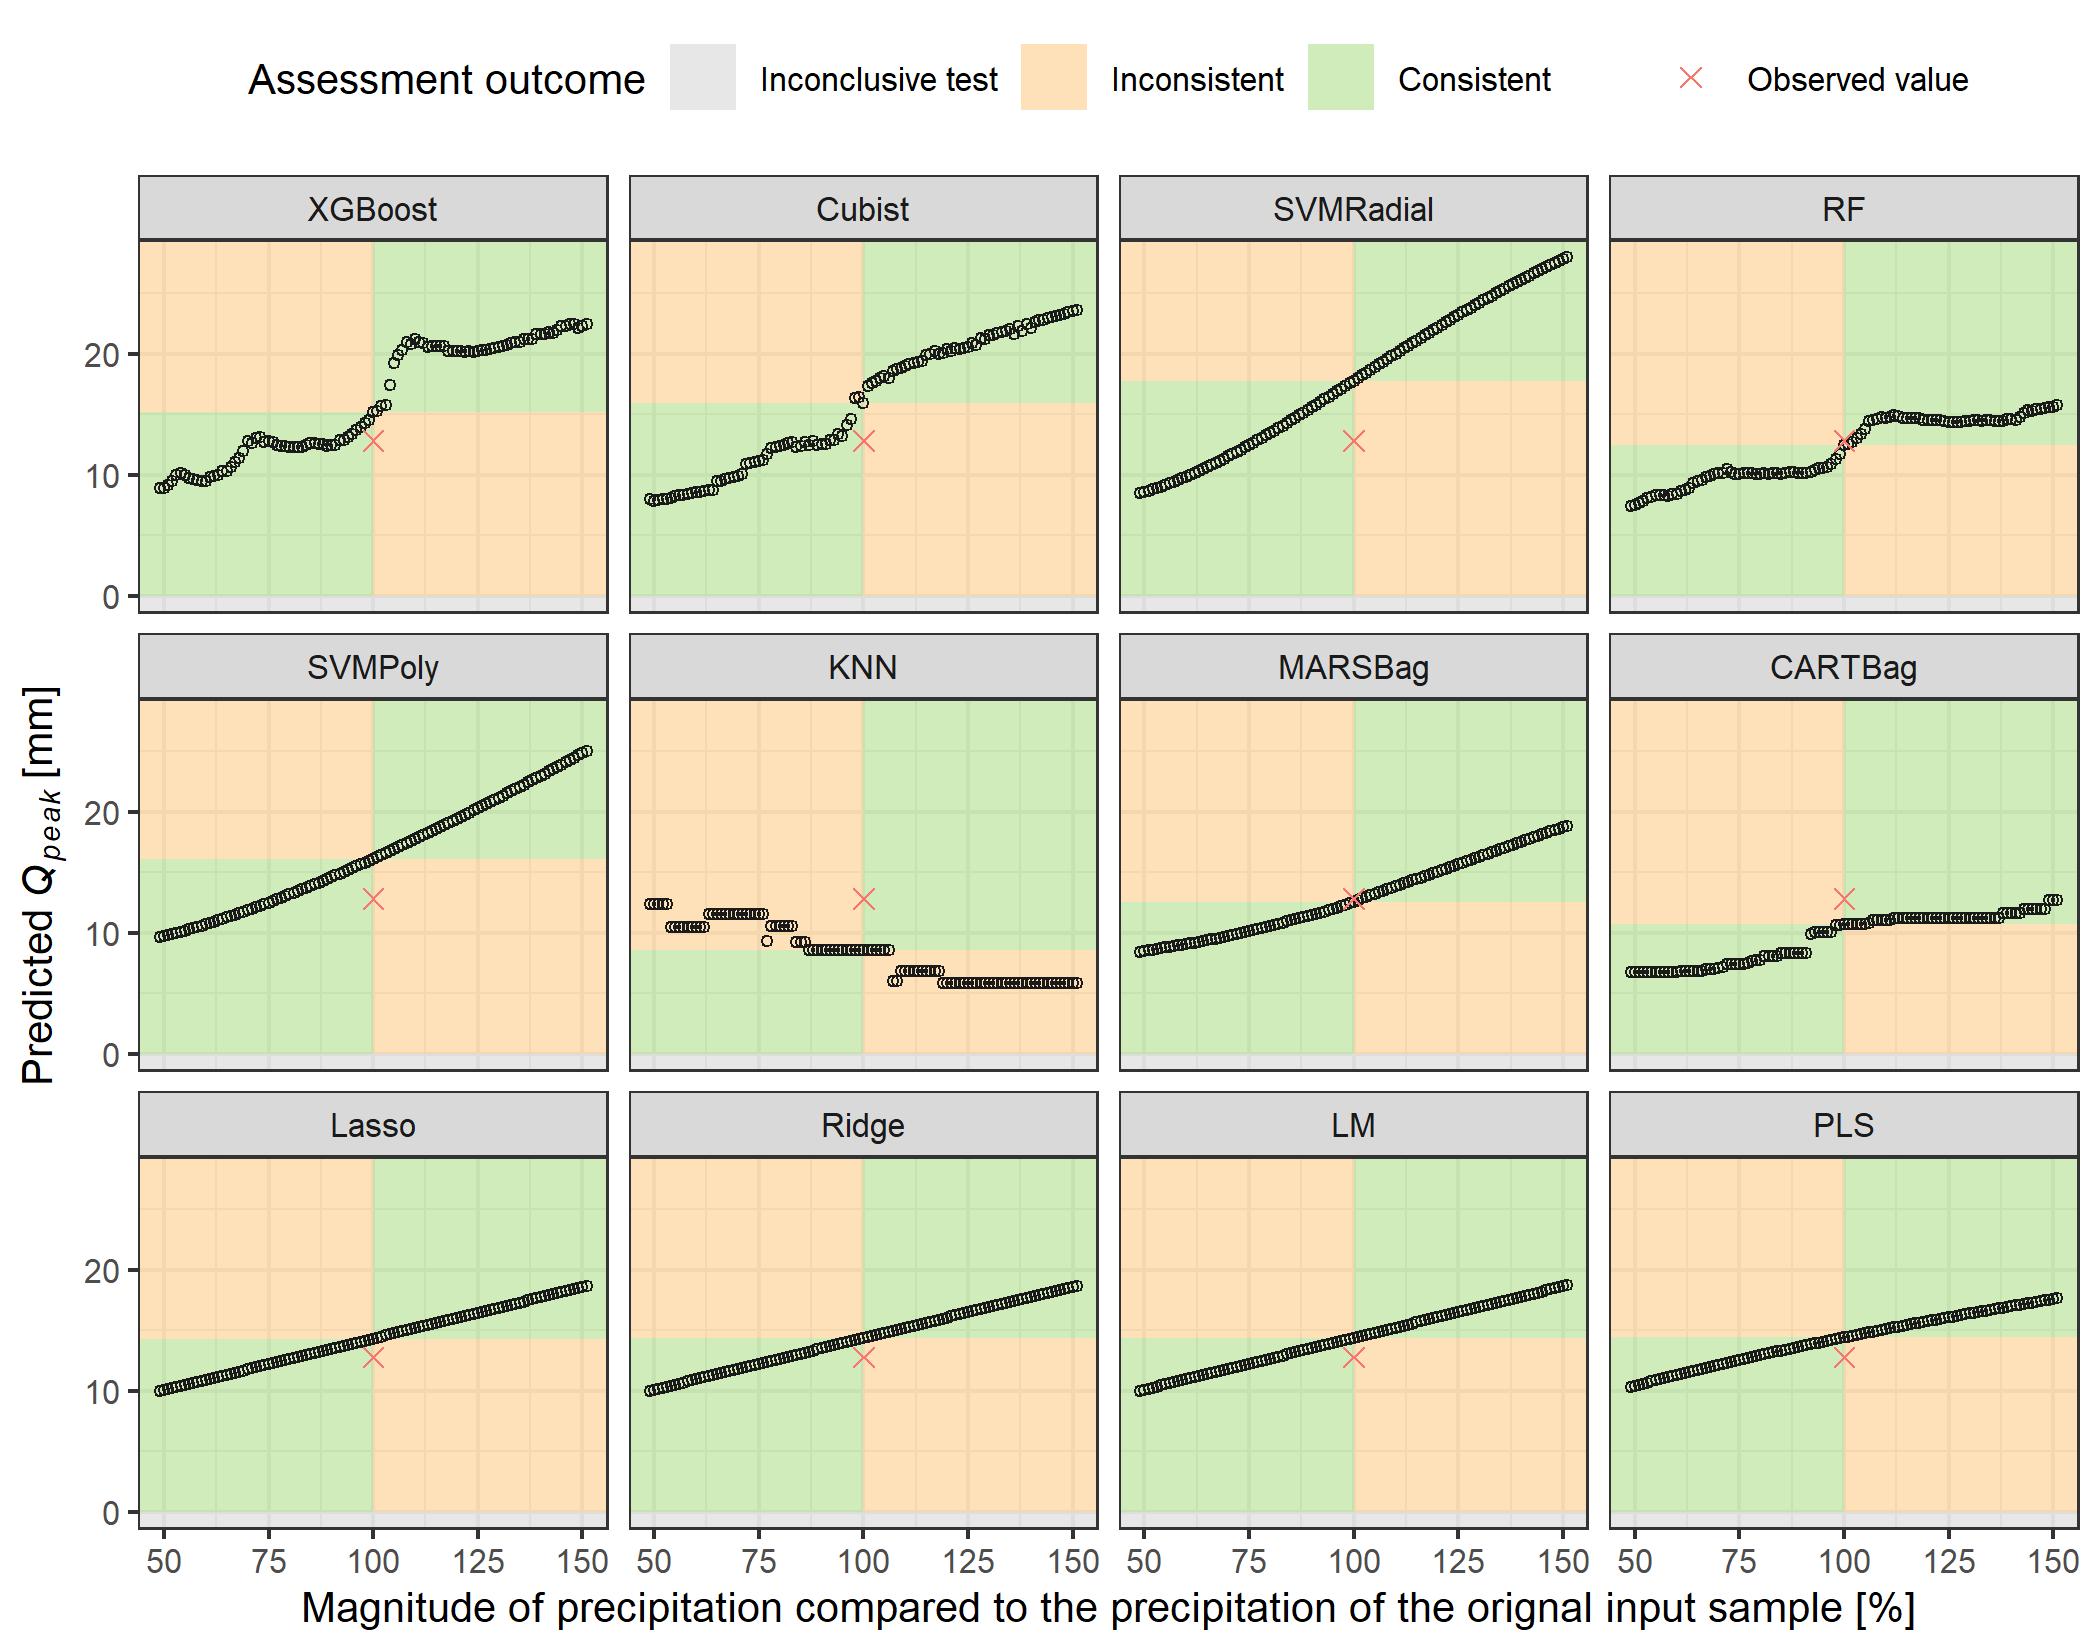 Assessment outcome Inconclusive test Inconsistent Consistent Observed value
XGBoost Cubist SVMRadial RF
20
10
0
SVMPoly KNN MARSBag CARTBag
20
10
0
Lasso Ridge LM PLS
20
10
0
50 75 100 125 150 50 75 100 125 150 50 75 100 125 150 50 75 100 125 150
Predicted Qpeak [mm]
Magnitude of precipitation compared to the precipitation of the orignal input sample [%]